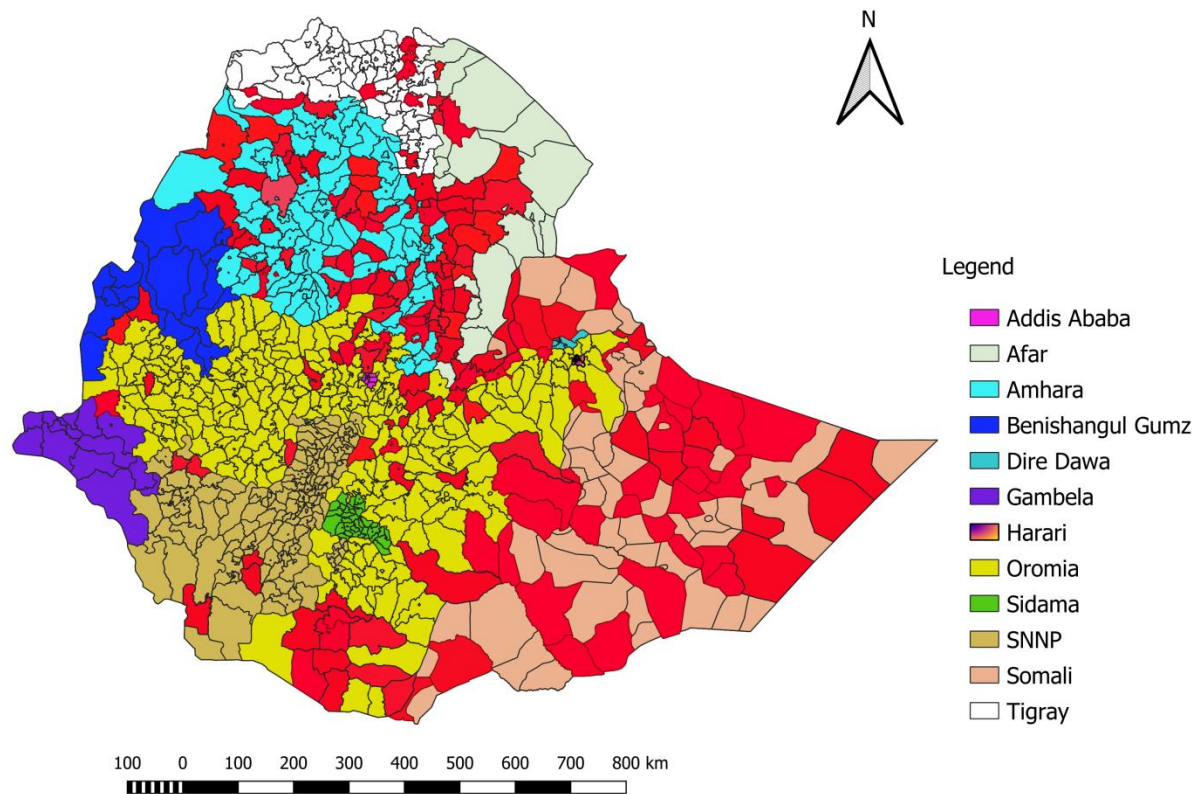 N
Legend
Addis Ababa
Afar
Amhara
Benishangul Gumz
Dire Dawa
Gambela
Harari
Oromia
Sidama
SNNP
Somali
Tigray
100 0 100 200 300 400 500 600 700 800 km